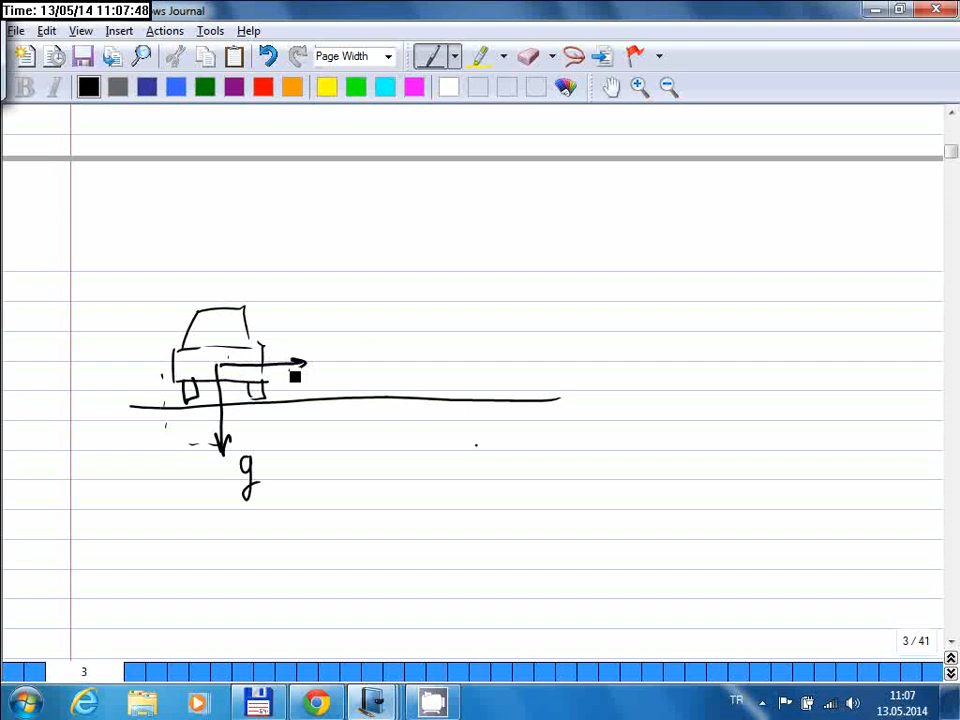 Time: 13/05/14 11:07:48
ws Journal
File Edit View Insert Actions Tools Help
Page Width
B I
g
3 / 41
3
TR
11:07
13.05.2014